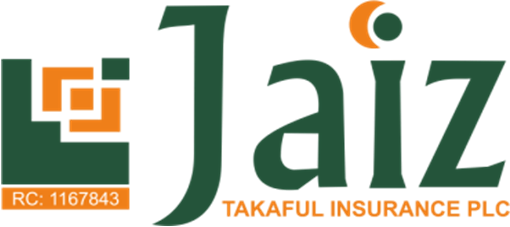 Jaiz
TAKAFUL INSURANCE PLC
RC: 1167843